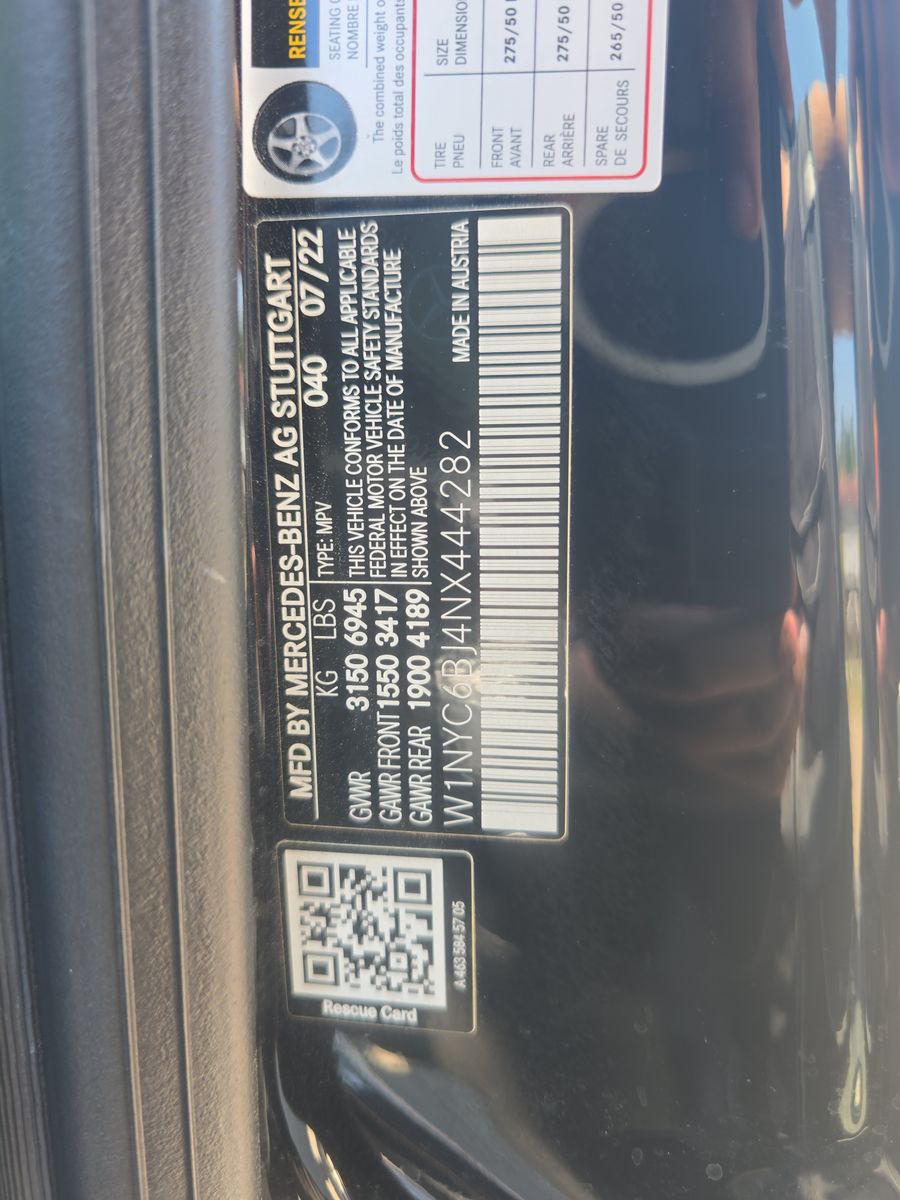 MFD BY MERCEDES-BENZ AG STUTTGART
KG LBS TYPE: MPV 040 07/22
GVWR 3150 6945 THIS VEHICLE CONFORMS TO ALL APPLICABLE
GAWR FRONT 1550 3417 FEDERAL MOTOR VEHICLE SAFETY STANDARDS
GAWR REAR 1900 4189 IN EFFECT ON THE DATE OF MANUFACTURE
SHOWN ABOVE
W1NYC6BJ4NX444282 MADE IN AUSTRIA
Rescue Card
A 463 584 57 05
SEATING
NOMBRE
The combined weight
Le poids total des occupants
TIRE SIZE
PNEU
FRONT 275/50
AVANT
REAR 275/50
ARRIÈRE
SPARE 265/50
DE SECOURS